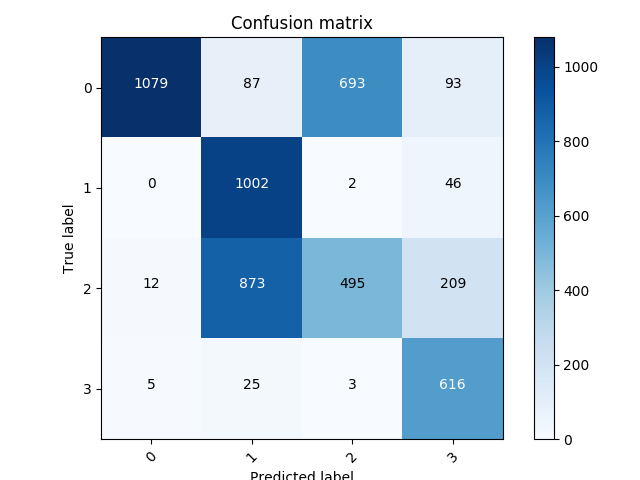 Confusion matrix
0 1079 87 693 93
1 0 1002 2 46
2 12 873 495 209
3 5 25 3 616
0 1 2 3
True label
Predicted label
1000
800
600
400
200
0